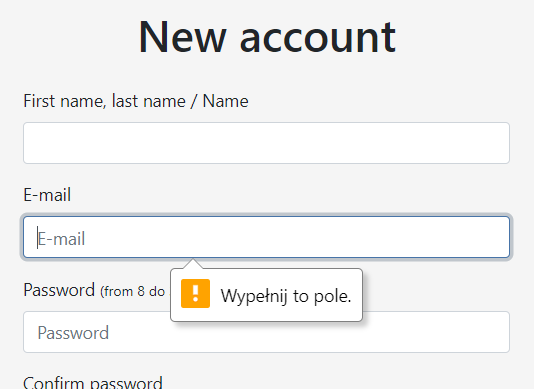 New account
First name, last name / Name
E-mail
E-mail
Password (from 8 do
Wypełnij to pole.
Password
Confirm password